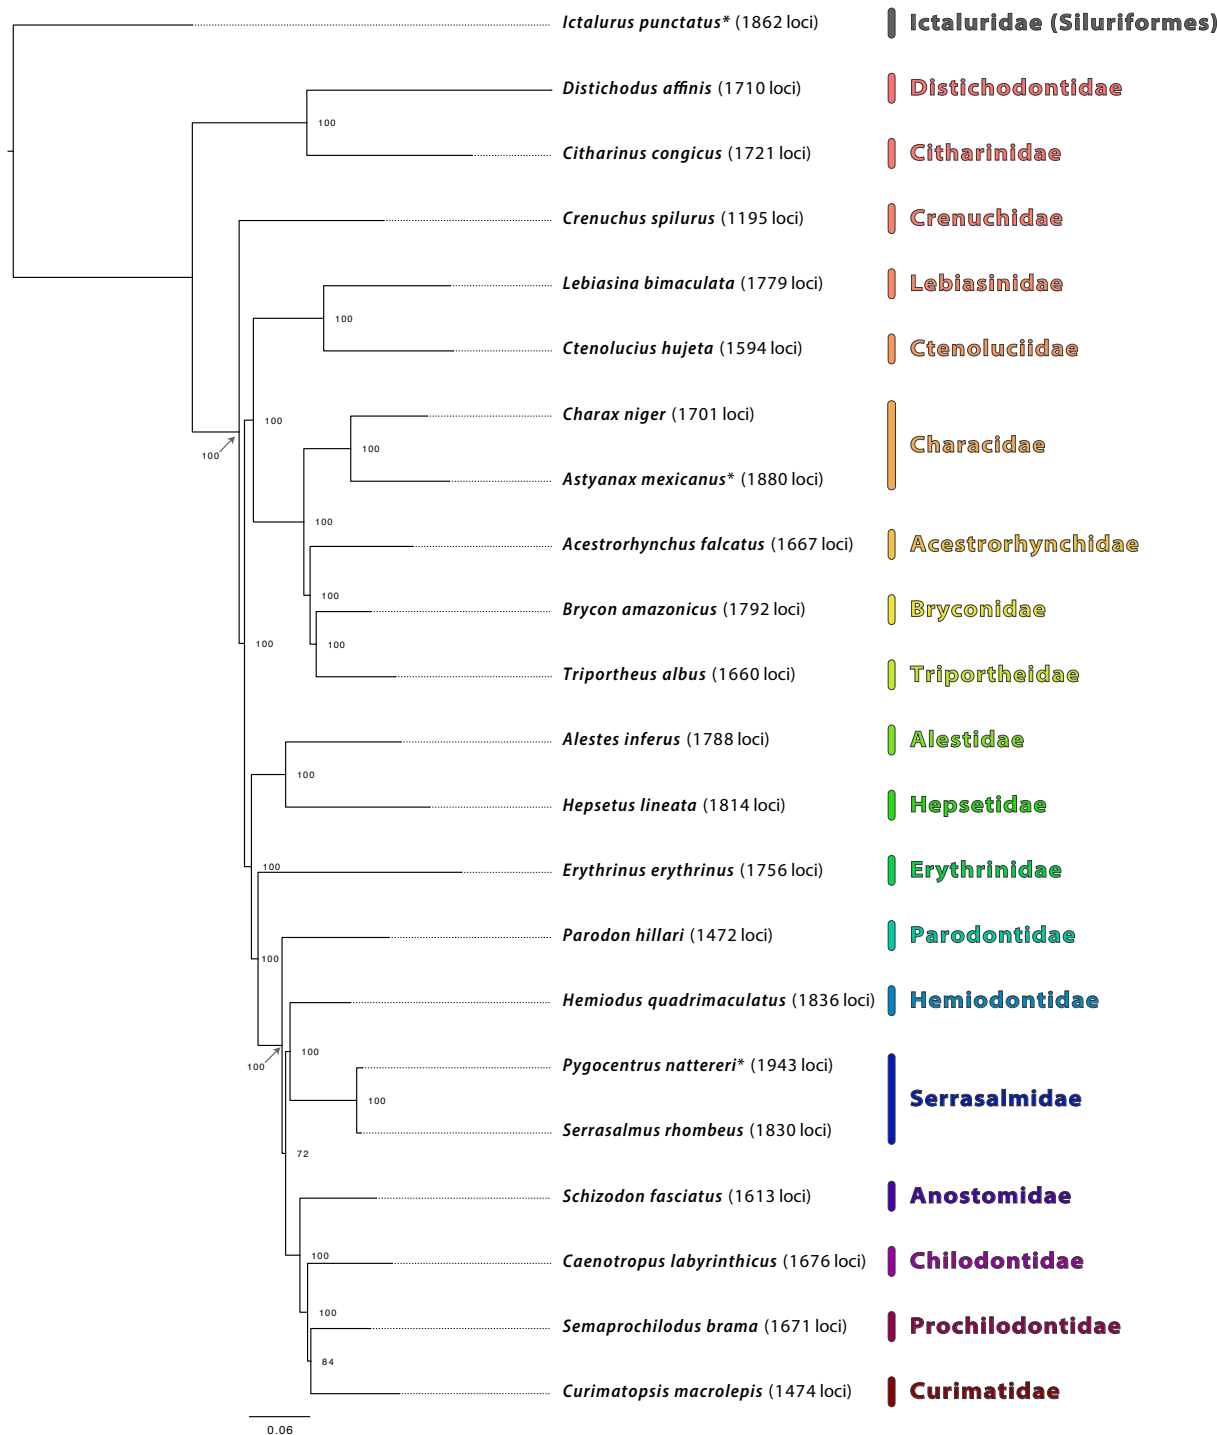 Ictalurus punctatus* (1862 loci) Ictaluridae (Siluriformes)
Distichodus affinis (1710 loci) Distichodontidae
100
Citharinus congicus (1721 loci) Citharinidae
Crenuchus spilurus (1195 loci) Crenuchidae
Lebiasina bimaculata (1779 loci) Lebiasinidae
100
Ctenolucius hujeta (1594 loci) Ctenoluciidae
Charax niger (1701 loci)
100
Characidae
100
100
Astyanax mexicanus* (1880 loci)
100
Acestrorhynchus falcatus (1667 loci) Acestrorhynchidae
100
Brycon amazonicus (1792 loci) Bryconidae
100
100
Triportheus albus (1660 loci) Triportheidae
Alestes inferus (1788 loci) Alestidae
100
Hepsetus lineata (1814 loci) Hepsetidae
100
Erythrinus erythrinus (1756 loci) Erythrinidae
Parodon hillari (1472 loci) Parodontidae
100
Hemiodus quadrimaculatus (1836 loci) Hemiodontidae
100
100
Pygocentrus nattereri* (1943 loci)
100
Serrasalmidae
Serrasalmus rhombeus (1830 loci)
72
Schizodon fasciatus (1613 loci) Anostomidae
100
Caenotropus labyrinthicus (1676 loci) Chilodontidae
100
Semaprochilodus brama (1671 loci) Prochilodontidae
84
Curimatopsis macrolepis (1474 loci) Curimatidae
0.06